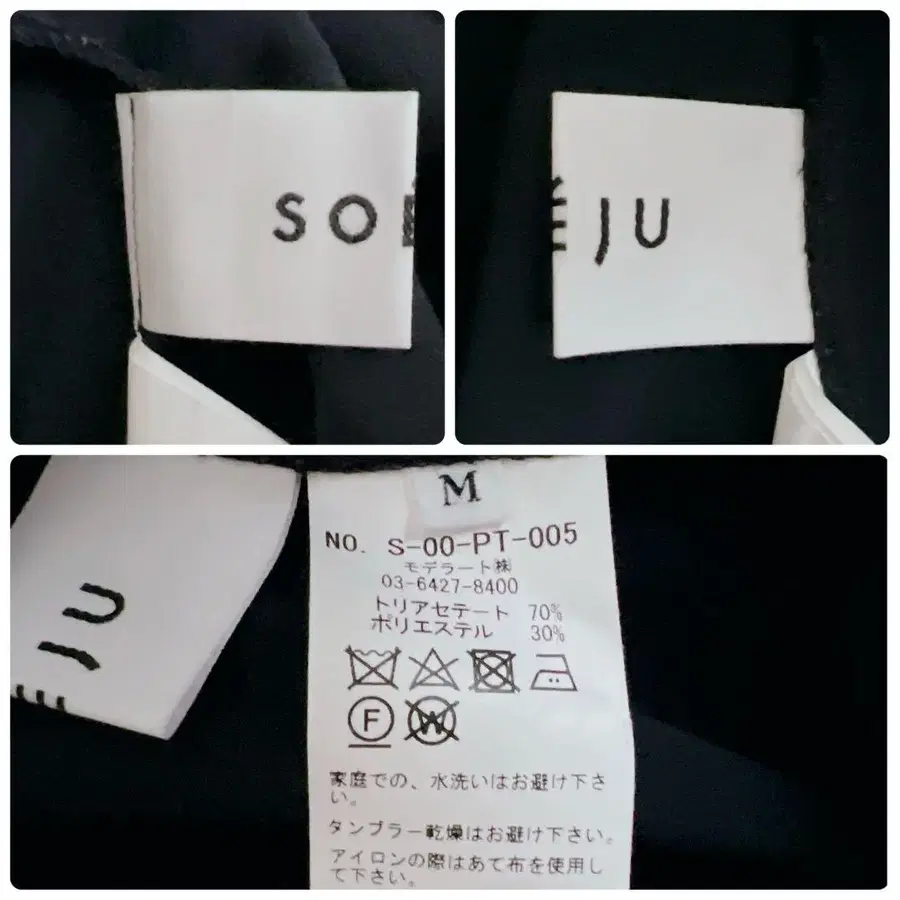 SO
ÉJU
ÉJU
M
NO. S-00-PT-005
モデラート㈱
03-6427-8400
トリアセテート 70%
ポリエステル 30%
F
W
家庭での、水洗いはお避け下さ
い。
タンブラー乾燥はお避け下さい。
アイロンの際はあて布を使用し
て下さい。